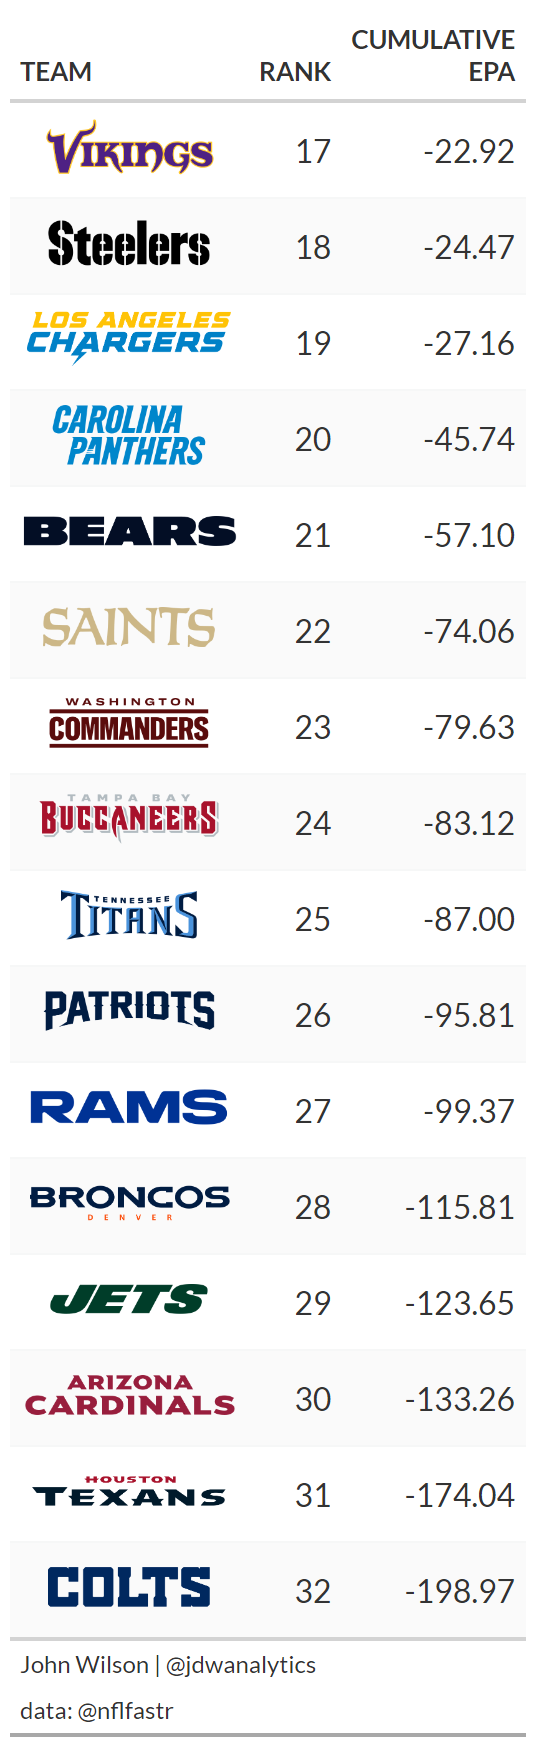 CUMULATIVE
TEAM RANK EPA
VIKINGS 17 -22.92
Steelers 18 -24.47
LOS ANGELES
CHARGERS 19 -27.16
CAROLINA
PANTHERS 20 -45.74
BEARS 21 -57.10
SAINTS 22 -74.06
WASHINGTON
COMMANDERS 23 -79.63
TAMPA BAY
BUCCANEERS 24 -83.12
TENNESSEE
TITANS 25 -87.00
PATRIOTS 26 -95.81
RAMS 27 -99.37
BRONCOS 28 -115.81
DENVER
JETS 29 -123.65
ARIZONA
CARDINALS 30 -133.26
HOUSTON
TEXANS 31 -174.04
COLTS 32 -198.97
John Wilson | @jdwanalytics
data: @nflfastr